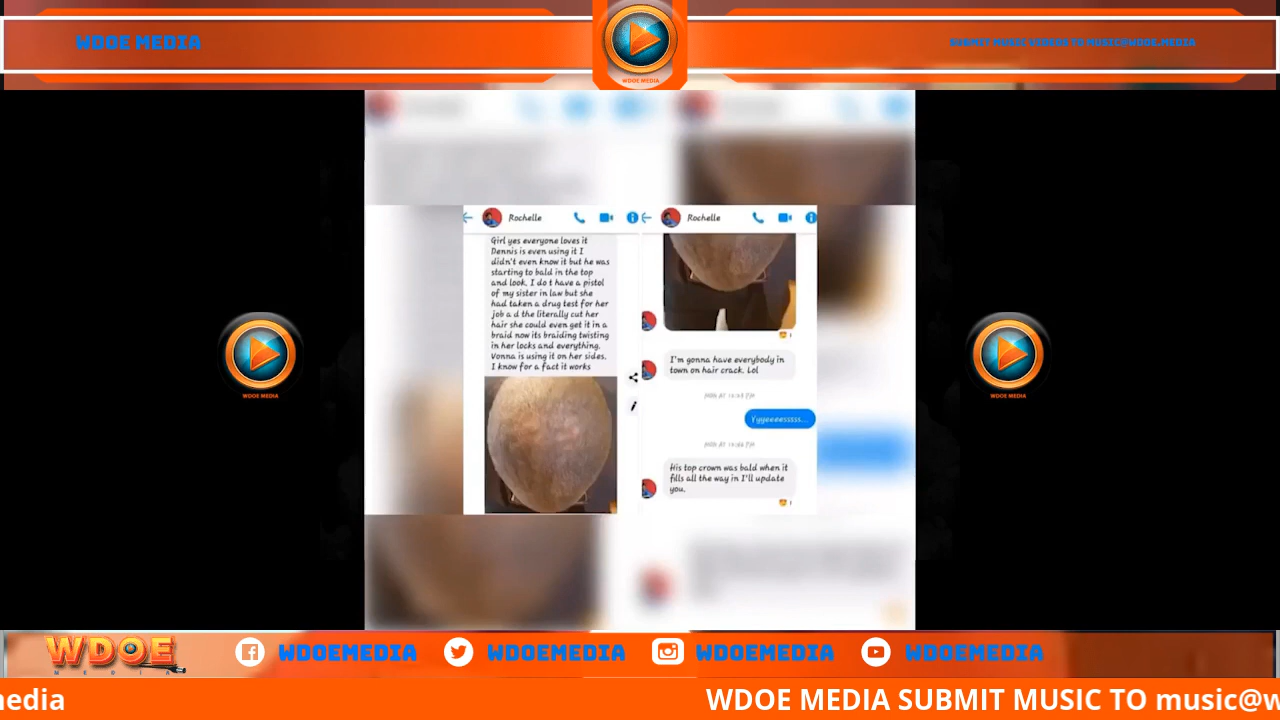 WDOE MEDIA
SUBMIT MUSIC VIDEOS TO MUSIC@WDOE.MEDIA
WDOE MEDIA
Rochelle
Girl yes everyone loves it
Dennis is even using it I
didn't even know it but he was
starting to bald in the top
and look. I do t have a pistol
of my sister in law but she
had taken a drug test for her
job a d the literally cut her
hair she could even get it in a
braid now its braiding twisting
in her locks and everything.
Vonna is using it on her sides.
I know for a fact it works
Rochelle
I'm gonna have everybody in
town on hair crack. Lol
Yyyeeeesssss...
His top crown was bald when it
fills all the way in I'll update
you.
WDOE MEDIA
WDOE MEDIA
WDOE
MEDIA
WDOEMEDIA
WDOEMEDIA
WDOEMEDIA
WDOEMEDIA
media
WDOE MEDIA SUBMIT MUSIC TO music@w